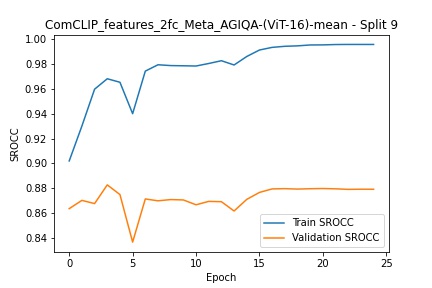 ComCLIP_features_2fc_Meta_AGIQA-(ViT-16)-mean - Split 9
1.00
0.98
0.96
0.94
0.92
0.90
0.88
0.86
0.84
SROCC
Train SROCC
Validation SROCC
0 5 10 15 20 25
Epoch